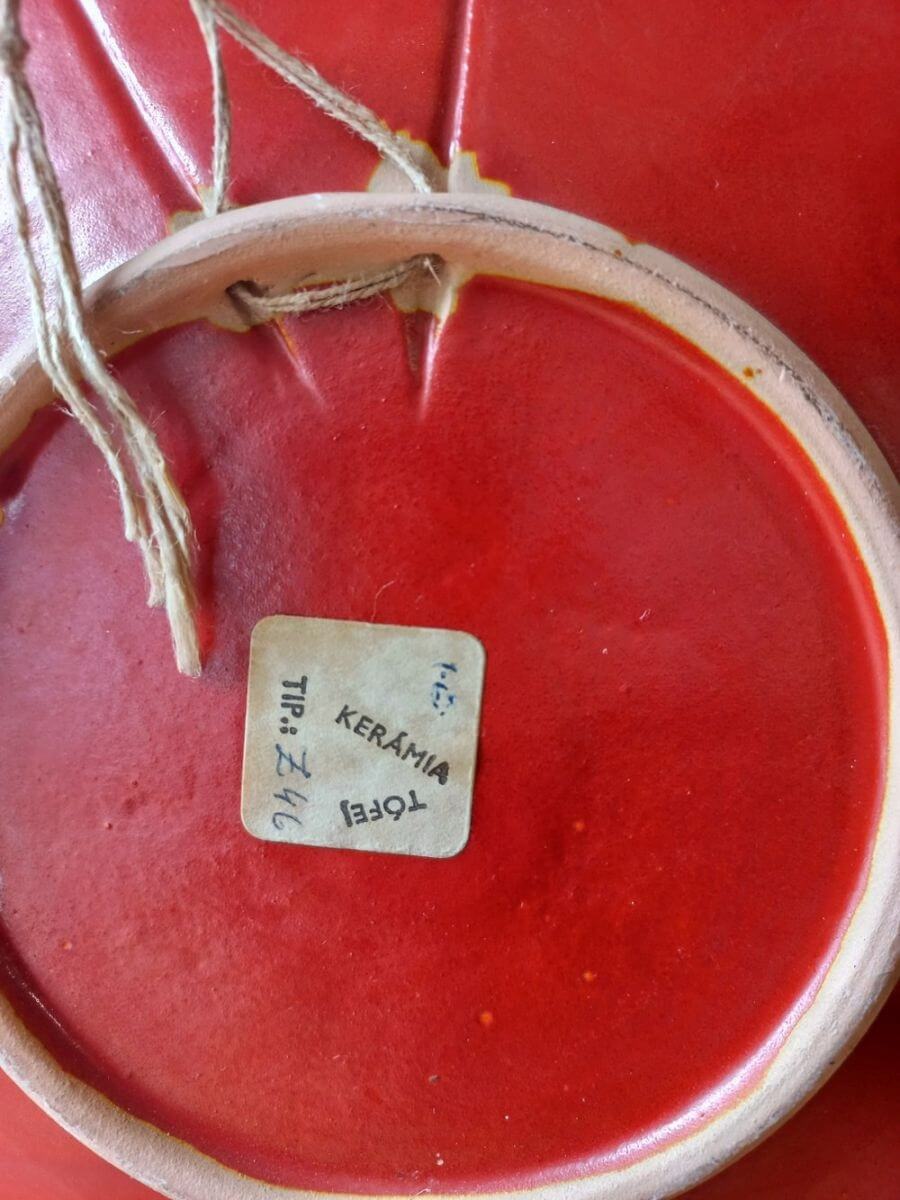 KERÁMIA
TÓFEJ
TIP.: Z46